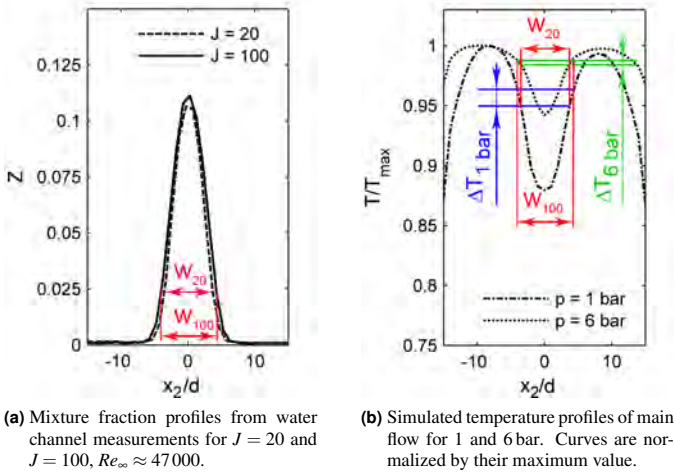 J = 20
J = 100
0.125
0.1
0.075
0.05
0.025
0
Z
W20
W100
-10 0 10
x2/d
(a) Mixture fraction profiles from water
channel measurements for J = 20 and
J = 100, Re∞ ≈ 47000.
W20
1
0.95
0.9
0.85
0.8
0.75
T/Tmax
ΔT1 bar
ΔT6 bar
W100
p = 1 bar
p = 6 bar
-10 0 10
x2/d
(b) Simulated temperature profiles of main
flow for 1 and 6 bar. Curves are nor-
malized by their maximum value.